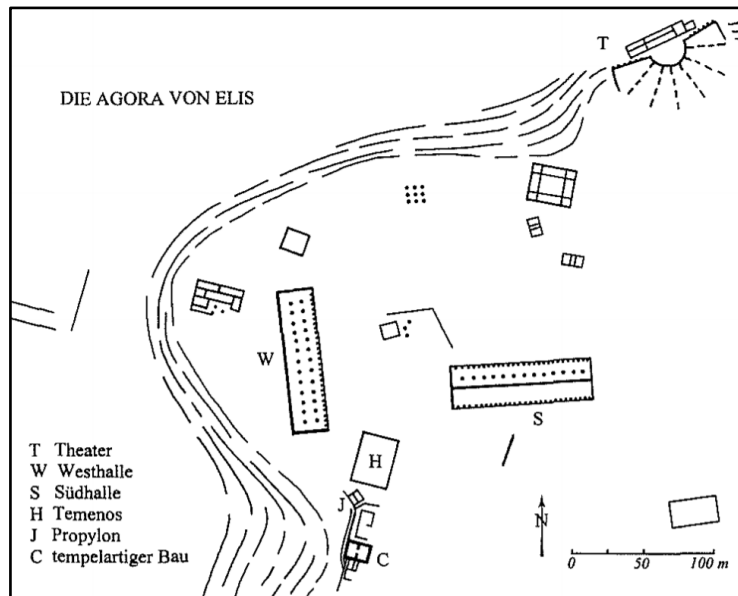 T
DIE AGORA VON ELIS
W
S
H
J
C
T Theater
W Westhalle
S Südhalle
H Temenos
J Propylon
C tempelartiger Bau
N
0 50 100 m